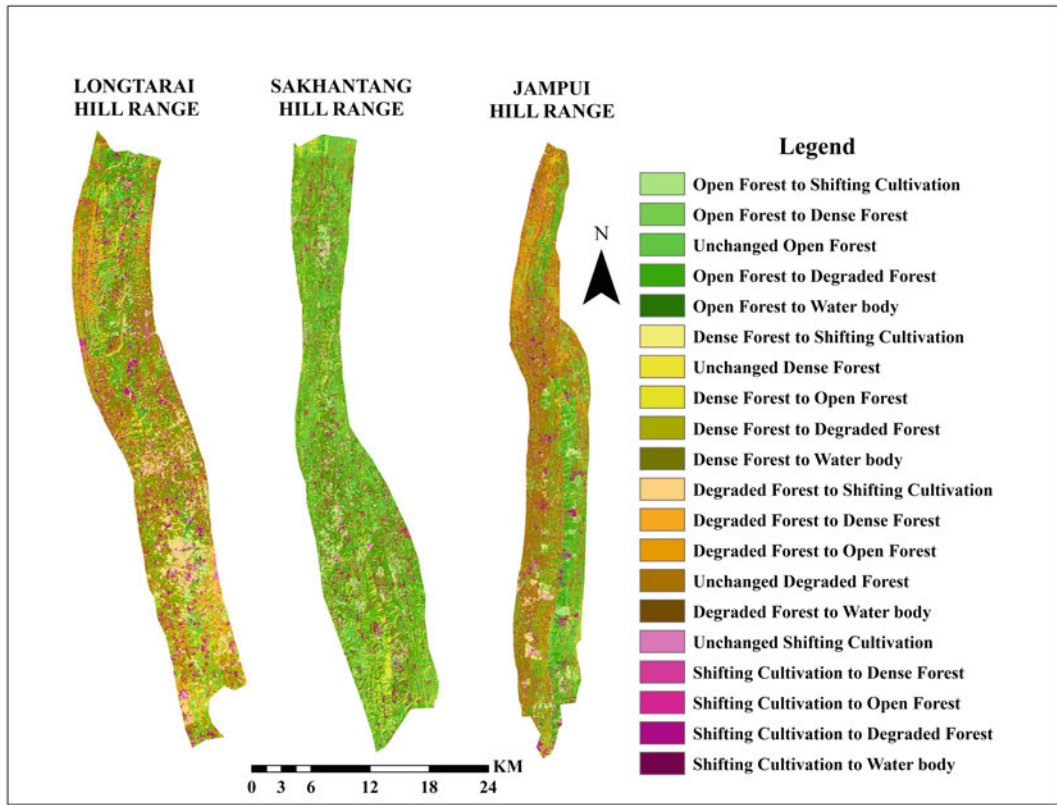 LONGTARAI
HILL RANGE
SAKHANTANG
HILL RANGE
JAMPUI
HILL RANGE
N
Legend
Open Forest to Shifting Cultivation
Open Forest to Dense Forest
Unchanged Open Forest
Open Forest to Degraded Forest
Open Forest to Water body
Dense Forest to Shifting Cultivation
Unchanged Dense Forest
Dense Forest to Open Forest
Dense Forest to Degraded Forest
Dense Forest to Water body
Degraded Forest to Shifting Cultivation
Degraded Forest to Dense Forest
Degraded Forest to Open Forest
Unchanged Degraded Forest
Degraded Forest to Water body
Unchanged Shifting Cultivation
Shifting Cultivation to Dense Forest
Shifting Cultivation to Open Forest
Shifting Cultivation to Degraded Forest
Shifting Cultivation to Water body
KM
0 3 6 12 18 24